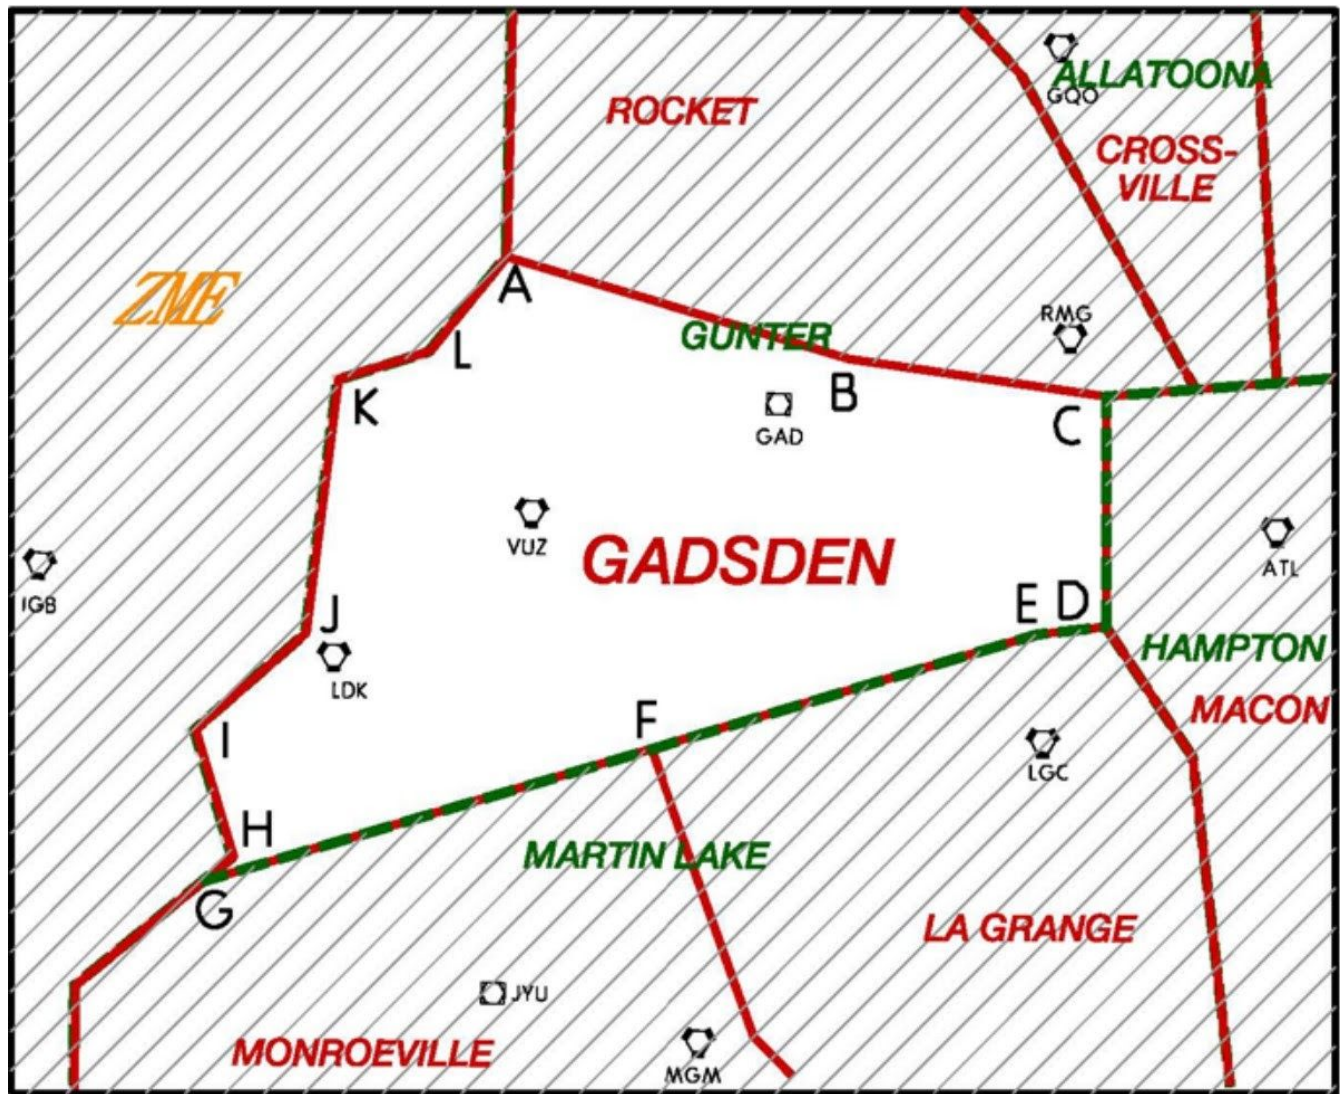 ALLATOONA
GQO
ROCKET
CROSS-
VILLE
ZME
A
RMG
GUNTER
L
K
B
C
GAD
VUZ
GADSDEN
ATL
IGB
J
E D
HAMPTON
LDK
MACON
F
I
LGC
H
MARTIN LAKE
G
LA GRANGE
JYU
MONROEVILLE
MGM